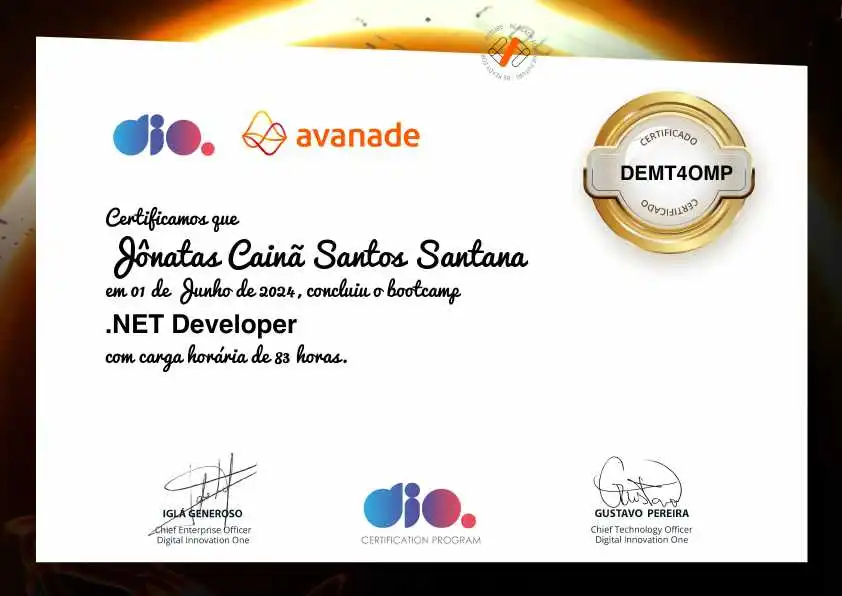 dio.
avanade
CERTIFICADO
DEMT4OMP
CERTIFICADO
Certificamos que
Jônatas Cainã Santos Santana
em 01 de Junho de 2024, concluiu o bootcamp
.NET Developer
com carga horária de 83 horas.
IGLÁ GENEROSO
Chief Enterprise Officer
Digital Innovation One
dio.
CERTIFICATION PROGRAM
GUSTAVO PEREIRA
Chief Technology Officer
Digital Innovation One